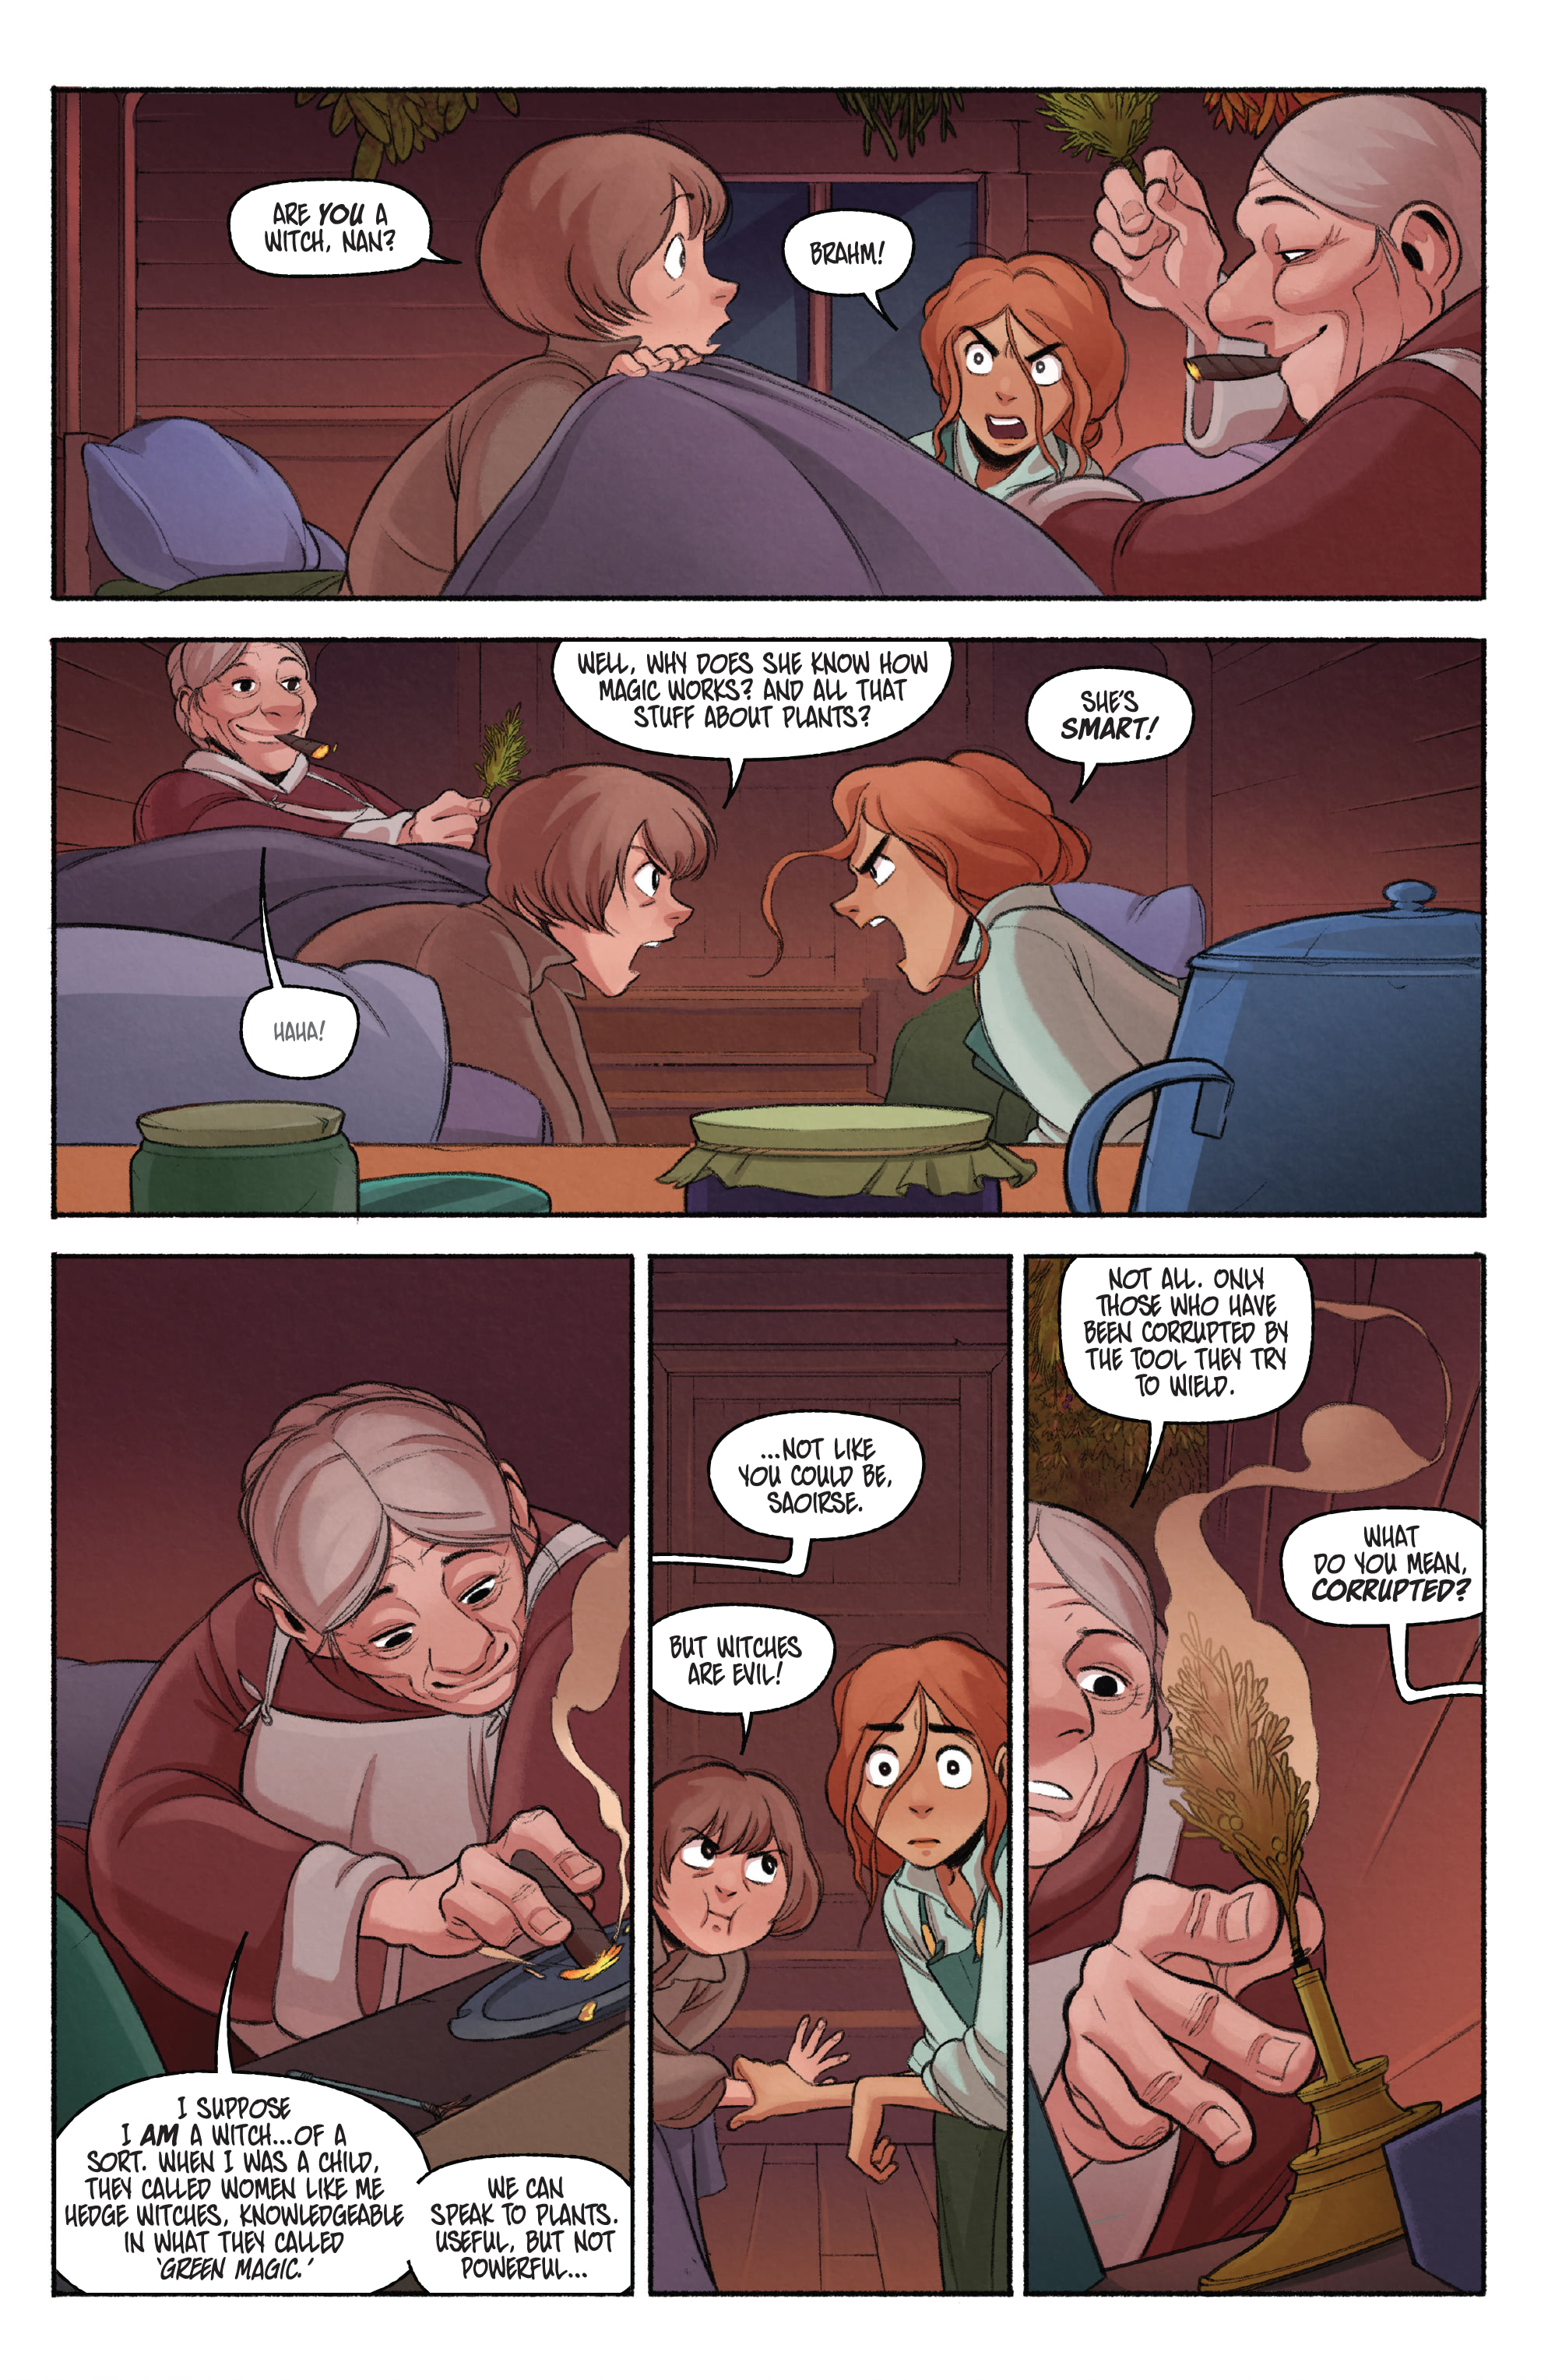 ARE YOU A
WITCH, NAN?
BRAHM!
WELL, WHY DOES SHE KNOW HOW
MAGIC WORKS? AND ALL THAT
STUFF ABOUT PLANTS?
SHE'S
SMART!
HAHA!
I SUPPOSE
I AM A WITCH...OF A
SORT. WHEN I WAS A CHILD,
THEY CALLED WOMEN LIKE ME
HEDGE WITCHES, KNOWLEDGEABLE
IN WHAT THEY CALLED
'GREEN MAGIC.'
WE CAN
SPEAK TO PLANTS.
USEFUL, BUT NOT
POWERFUL...
...NOT LIKE
YOU COULD BE,
SAOIRSE.
BUT WITCHES
ARE EVIL!
NOT ALL. ONLY
THOSE WHO HAVE
BEEN CORRUPTED BY
THE TOOL THEY TRY
TO WIELD.
WHAT
DO YOU MEAN,
CORRUPTED?